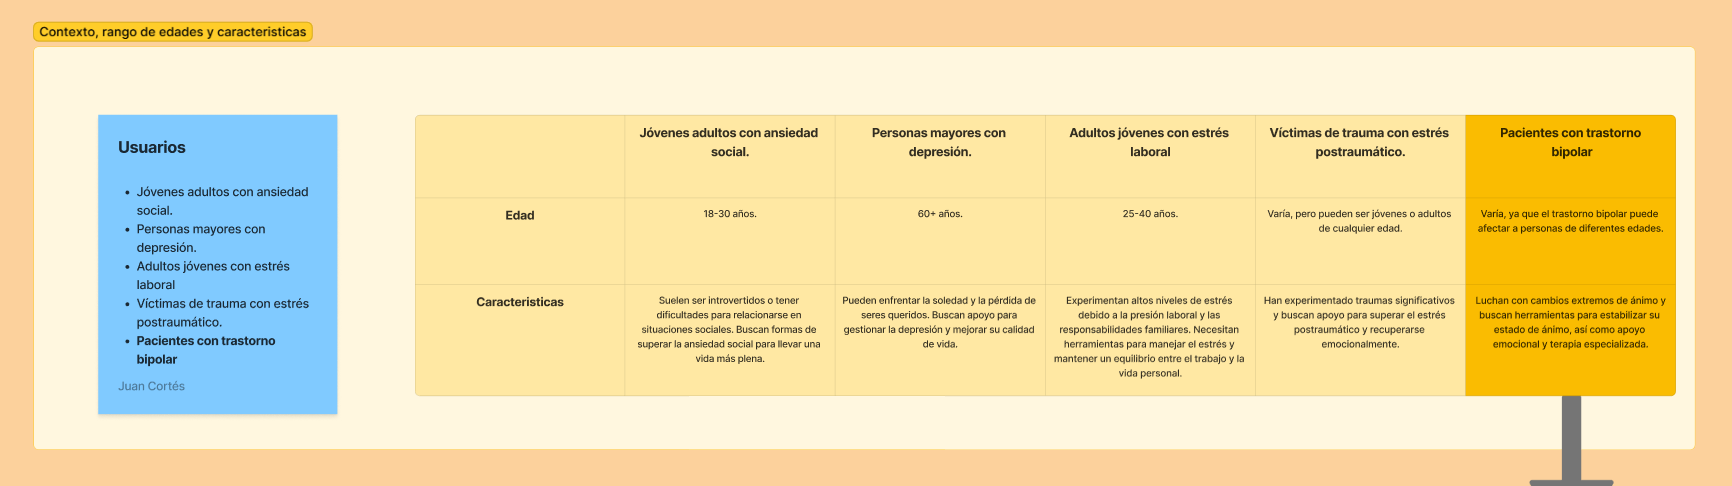 Contexto, rango de edades y caracteristicas
Usuarios
Jóvenes adultos con ansiedad
social.
Personas mayores con
depresión.
Adultos jóvenes con estrés
laboral
Víctimas de trauma con estrés
postraumático.
Pacientes con trastorno
bipolar
Juan Cortés
Jóvenes adultos con ansiedad
social.
Personas mayores con
depresión.
Adultos jóvenes con estrés
laboral
Víctimas de trauma con estrés
postraumático.
Pacientes con trastorno
bipolar
Edad
18-30 años.
60+ años.
25-40 años.
Varía, pero pueden ser jóvenes o adultos
de cualquier edad.
Varía, ya que el trastorno bipolar puede
afectar a personas de diferentes edades.
Caracteristicas
Suelen ser introvertidos o tener
dificultades para relacionarse en
situaciones sociales. Buscan formas de
superar la ansiedad social para llevar una
vida más plena.
Pueden enfrentar la soledad y la pérdida de
seres queridos. Buscan apoyo para
gestionar la depresión y mejorar su calidad
de vida.
Experimentan altos niveles de estrés
debido a la presión laboral y las
responsabilidades familiares. Necesitan
herramientas para manejar el estrés y
mantener un equilibrio entre el trabajo y la
vida personal.
Han experimentado traumas significativos
y buscan apoyo para superar el estrés
postraumático y recuperarse
emocionalmente.
Luchan con cambios extremos de ánimo y
buscan herramientas para estabilizar su
estado de ánimo, así como apoyo
emocional y terapia especializada.